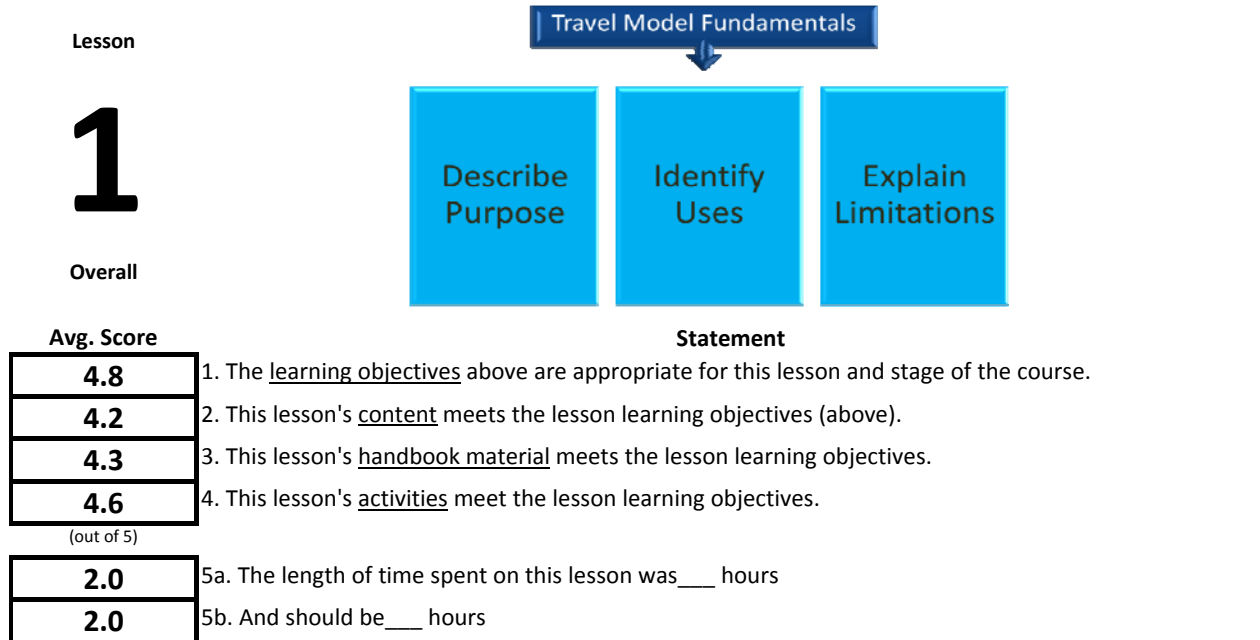 Lesson
1
Overall
Travel Model Fundamentals
Describe
Purpose
Identify
Uses
Explain
Limitations
Avg. Score Statement
4.8 1. The learning objectives above are appropriate for this lesson and stage of the course.
4.2 2. This lesson's content meets the lesson learning objectives (above).
4.3 3. This lesson's handbook material meets the lesson learning objectives.
4.6 4. This lesson's activities meet the lesson learning objectives.
(out of 5)
2.0 5a. The length of time spent on this lesson was___ hours
2.0 5b. And should be___ hours